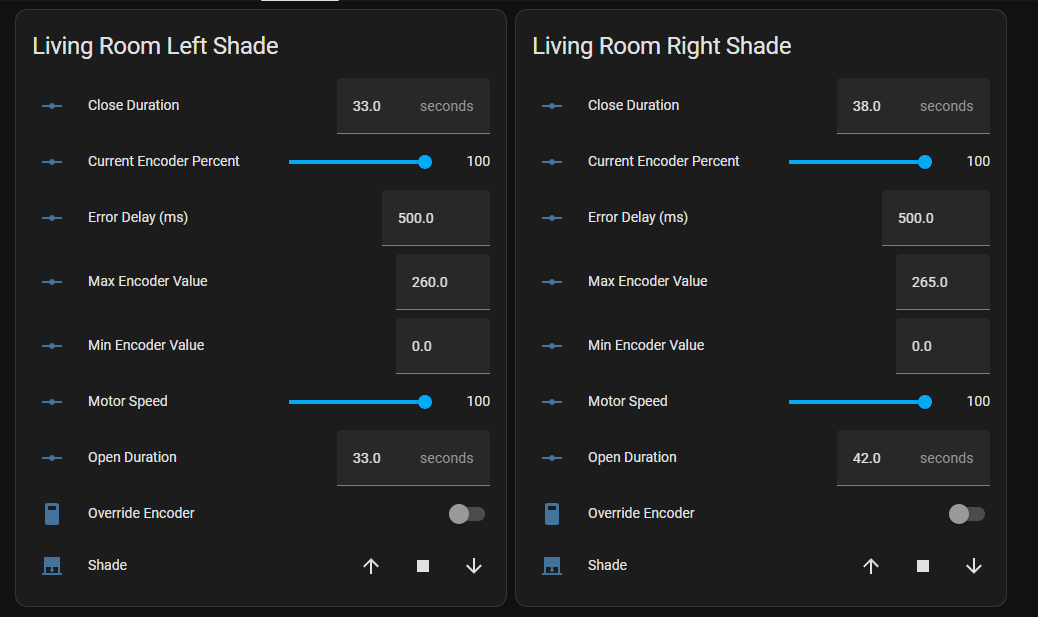 Living Room Left Shade
Close Duration 33.0 seconds
Current Encoder Percent 100
Error Delay (ms) 500.0
Max Encoder Value 260.0
Min Encoder Value 0.0
Motor Speed 100
Open Duration 33.0 seconds
Override Encoder
Shade
Living Room Right Shade
Close Duration 38.0 seconds
Current Encoder Percent 100
Error Delay (ms) 500.0
Max Encoder Value 265.0
Min Encoder Value 0.0
Motor Speed 100
Open Duration 42.0 seconds
Override Encoder
Shade